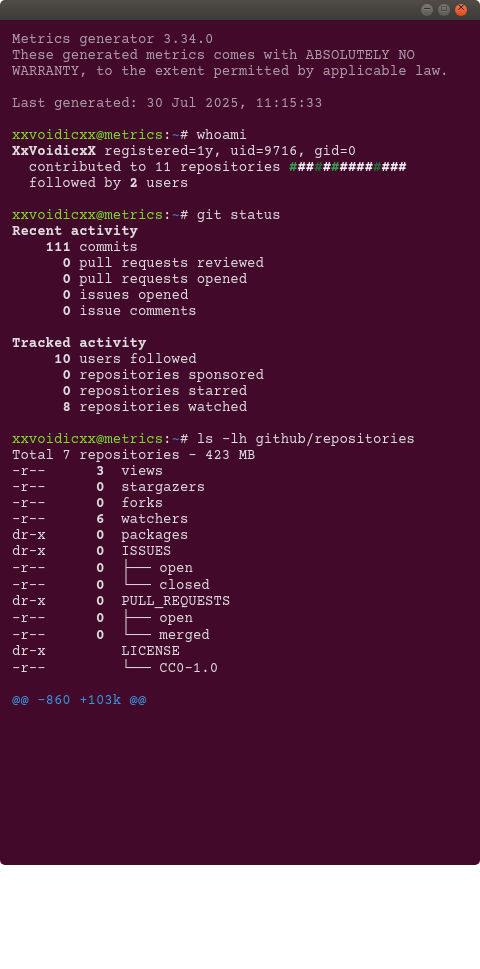 Metrics generator 3.34.0
These generated metrics comes with ABSOLUTELY NO
WARRANTY, to the extent permitted by applicable law.
Last generated: 30 Jul 2025, 11:15:33
xxvoidicxx@metrics:~# whoami
XxVoidicxX registered=1y, uid=9716, gid=0
contributed to 11 repositories ##############
followed by 2 users
xxvoidicxx@metrics:~# git status
Recent activity
111 commits
0 pull requests reviewed
0 pull requests opened
0 issues opened
0 issue comments
Tracked activity
10 users followed
0 repositories sponsored
0 repositories starred
8 repositories watched
xxvoidicxx@metrics:~# ls -lh github/repositories
Total 7 repositories - 423 MB
-r-- 3 views
-r-- 0 stargazers
-r-- 0 forks
-r-- 6 watchers
dr-x 0 packages
dr-x 0 ISSUES
-r-- 0 ├── open
-r-- 0 └── closed
dr-x 0 PULL_REQUESTS
-r-- 0 ├── open
-r-- 0 └── merged
dr-x LICENSE
-r-- └── CC0-1.0
@@ -860 +103k @@